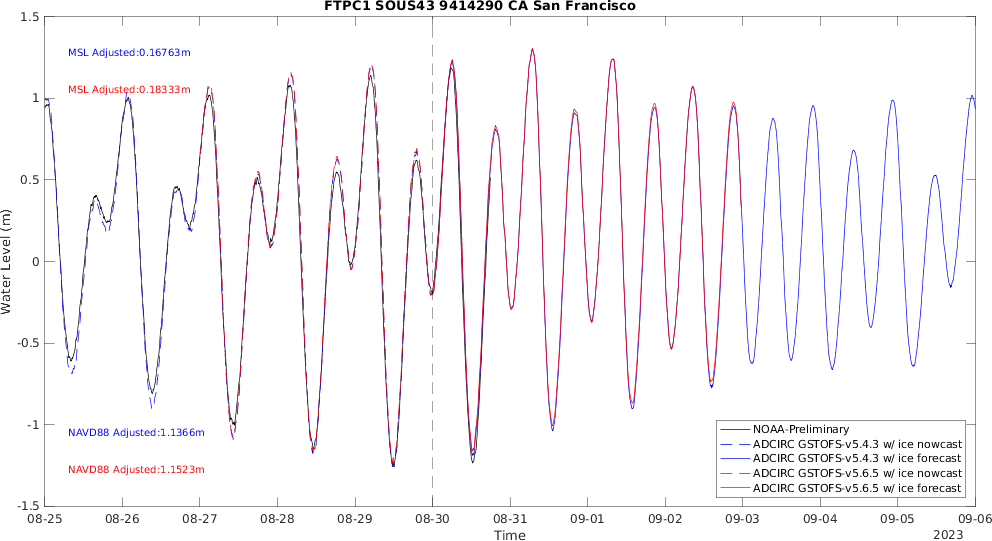 FTPC1 SOUS43 9414290 CA San Francisco
1.5
1
0.5
0
-0.5
-1
-1.5
Water Level (m)
MSL Adjusted:0.16763m
MSL Adjusted:0.18333m
NAVD88 Adjusted:1.1366m
NAVD88 Adjusted:1.1523m
NOAA-Preliminary
ADCIRC GSTOFS-v5.4.3 w/ ice nowcast
ADCIRC GSTOFS-v5.4.3 w/ ice forecast
ADCIRC GSTOFS-v5.6.5 w/ ice nowcast
ADCIRC GSTOFS-v5.6.5 w/ ice forecast
08-25 08-26 08-27 08-28 08-29 08-30 08-31 09-01 09-02 09-03 09-04 09-05 09-06
Time
2023